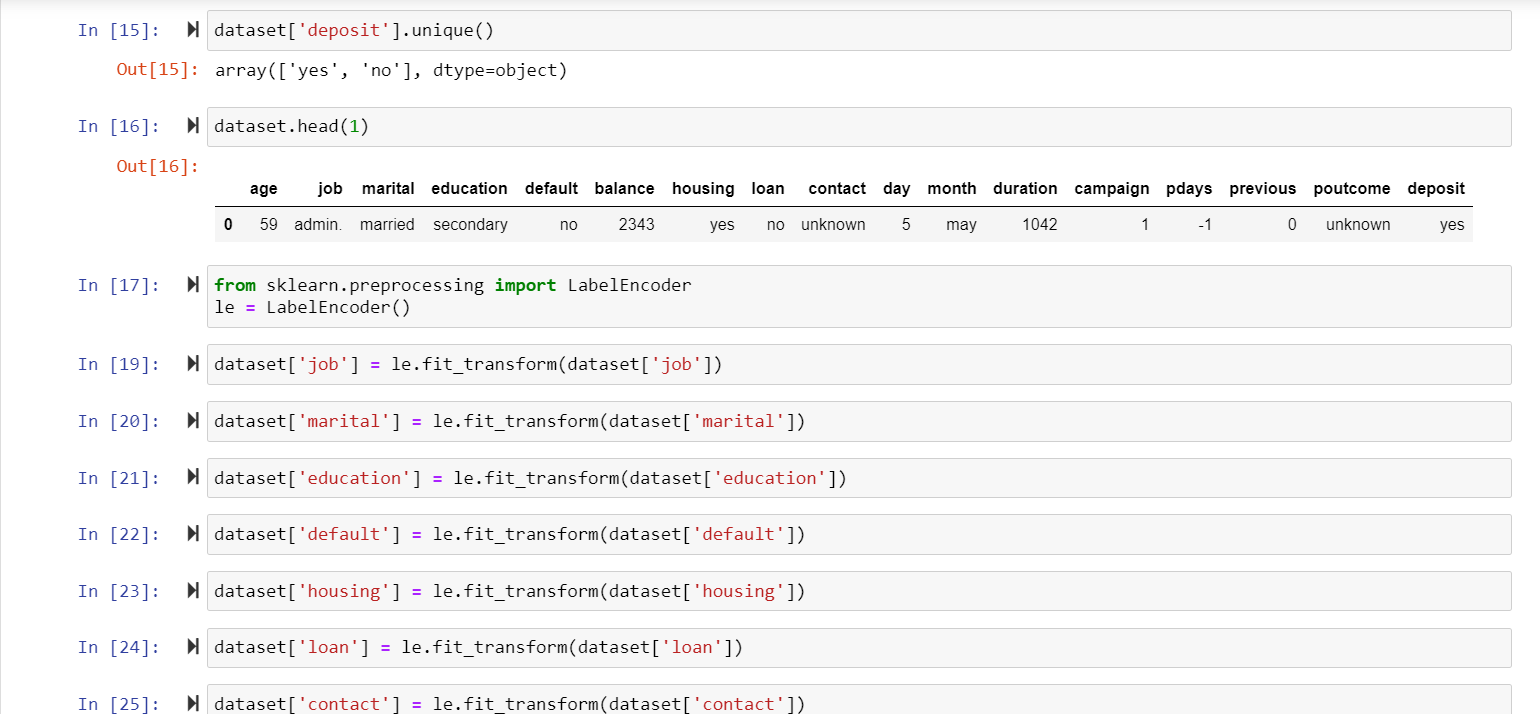 In [15]: dataset['deposit'].unique()
Out[15]: array(['yes', 'no'], dtype=object)
In [16]: dataset.head(1)
Out[16]:
age job marital education default balance housing loan contact day month duration campaign pdays previous poutcome deposit
0 59 admin. married secondary no 2343 yes no unknown 5 may 1042 1 -1 0 unknown yes
In [17]: from sklearn.preprocessing import LabelEncoder
le = LabelEncoder()
In [19]: dataset['job'] = le.fit_transform(dataset['job'])
In [20]: dataset['marital'] = le.fit_transform(dataset['marital'])
In [21]: dataset['education'] = le.fit_transform(dataset['education'])
In [22]: dataset['default'] = le.fit_transform(dataset['default'])
In [23]: dataset['housing'] = le.fit_transform(dataset['housing'])
In [24]: dataset['loan'] = le.fit_transform(dataset['loan'])
In [25]: dataset['contact'] = le.fit_transform(dataset['contact'])